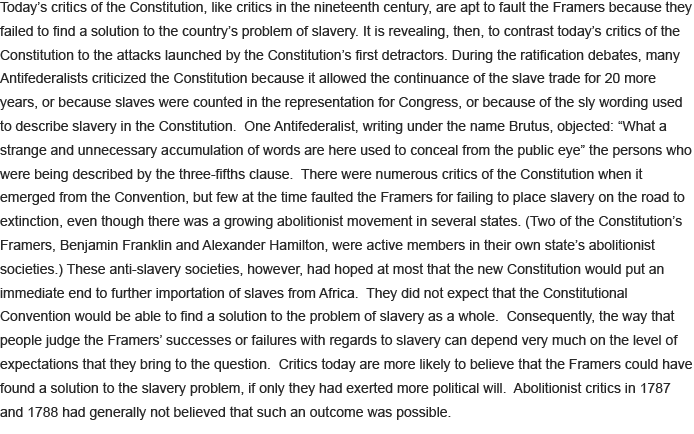 Today’s critics of the Constitution, like critics in the nineteenth century, are apt to fault the Framers because they
failed to find a solution to the country’s problem of slavery. It is revealing, then, to contrast today’s critics of the
Constitution to the attacks launched by the Constitution’s first detractors. During the ratification debates, many
Antifederalists criticized the Constitution because it allowed the continuance of the slave trade for 20 more
years, or because slaves were counted in the representation for Congress, or because of the sly wording used
to describe slavery in the Constitution.  One Antifederalist, writing under the name Brutus, objected: “What a
strange and unnecessary accumulation of words are here used to conceal from the public eye” the persons who
were being described by the three-fifths clause.  There were numerous critics of the Constitution when it
emerged from the Convention, but few at the time faulted the Framers for failing to place slavery on the road to
extinction, even though there was a growing abolitionist movement in several states. (Two of the Constitution’s
Framers, Benjamin Franklin and Alexander Hamilton, were active members in their own state’s abolitionist
societies.) These anti-slavery societies, however, had hoped at most that the new Constitution would put an
immediate end to further importation of slaves from Africa.  They did not expect that the Constitutional
Convention would be able to find a solution to the problem of slavery as a whole.  Consequently, the way that
people judge the Framers’ successes or failures with regards to slavery can depend very much on the level of
expectations that they bring to the question.  Critics today are more likely to believe that the Framers could have
found a solution to the slavery problem, if only they had exerted more political will.  Abolitionist critics in 1787
and 1788 had generally not believed that such an outcome was possible.